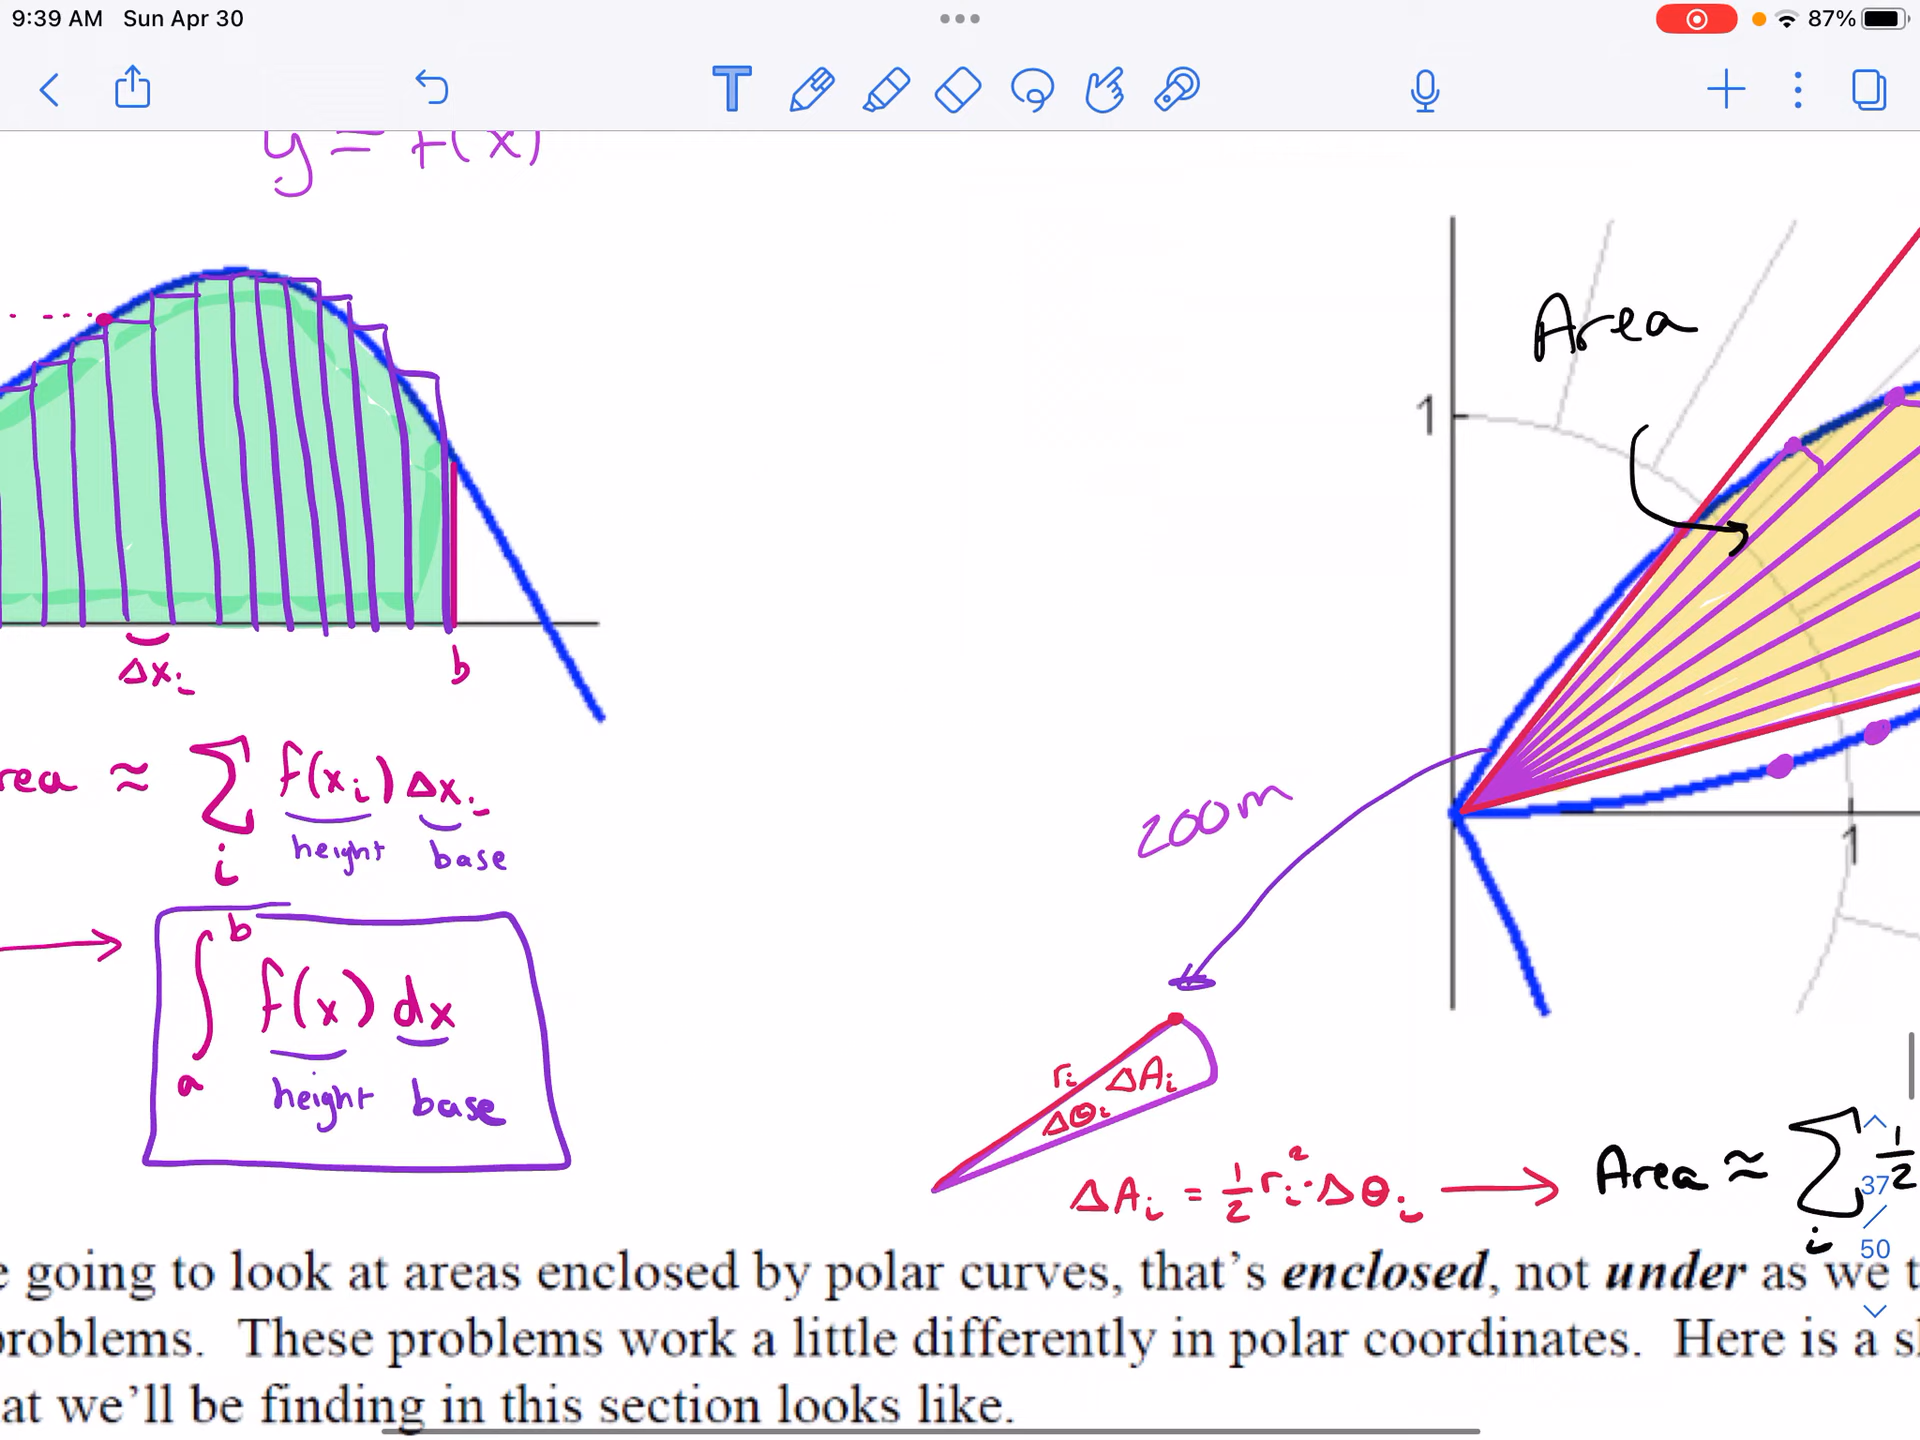 9:39 AM Sun Apr 30
87%
T
y = f(x)
Area
1
Δxᵢ
b
1
rea ≈ Σ f(xᵢ) Δxᵢ
i
height base
zoom
∫ₐᵇ f(x) dx
height base
rᵢ ΔAᵢ
Δθᵢ
ΔAᵢ = 1/2 rᵢ² · Δθᵢ → Area ≈ Σ 1/2
i
37
/
50
e going to look at areas enclosed by polar curves, that's enclosed, not under as we t
problems. These problems work a little differently in polar coordinates. Here is a s
at we'll be finding in this section looks like.